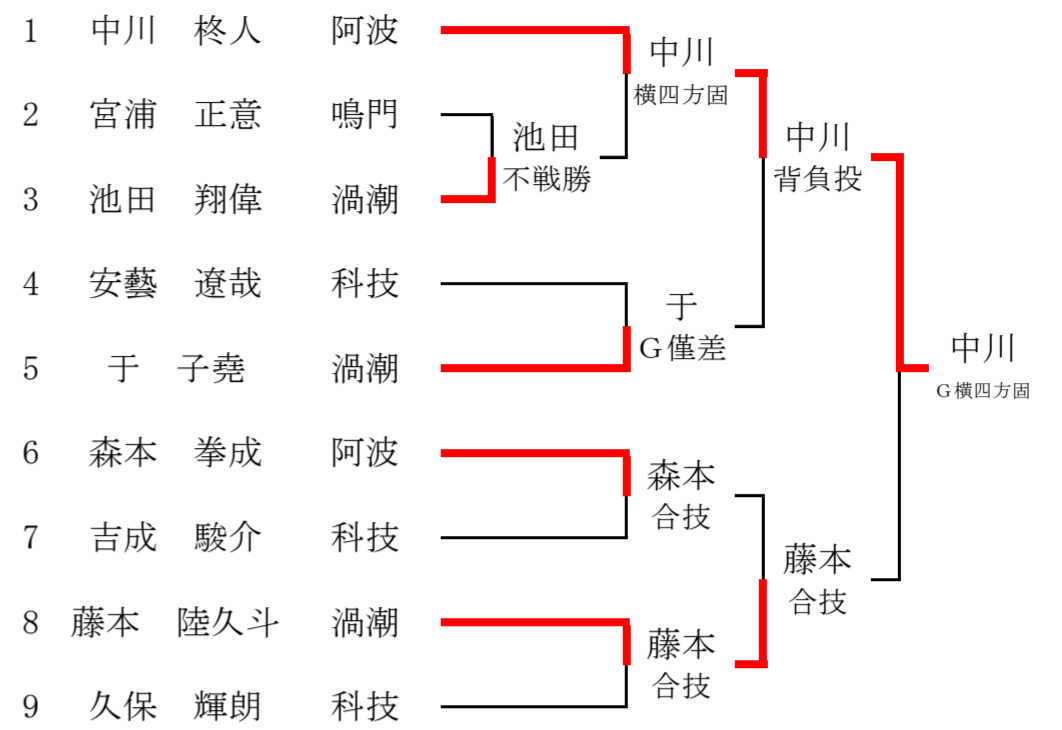 1 中川 柊人 阿波
2 宮浦 正意 鳴門
3 池田 翔偉 渦潮
4 安藝 遼哉 科技
5 于 子堯 渦潮
6 森本 拳成 阿波
7 吉成 駿介 科技
8 藤本 陸久斗 渦潮
9 久保 輝朗 科技
池田
不戦勝
中川
横四方固
于
G僅差
森本
合技
藤本
合技
中川
背負投
藤本
合技
中川
G横四方固